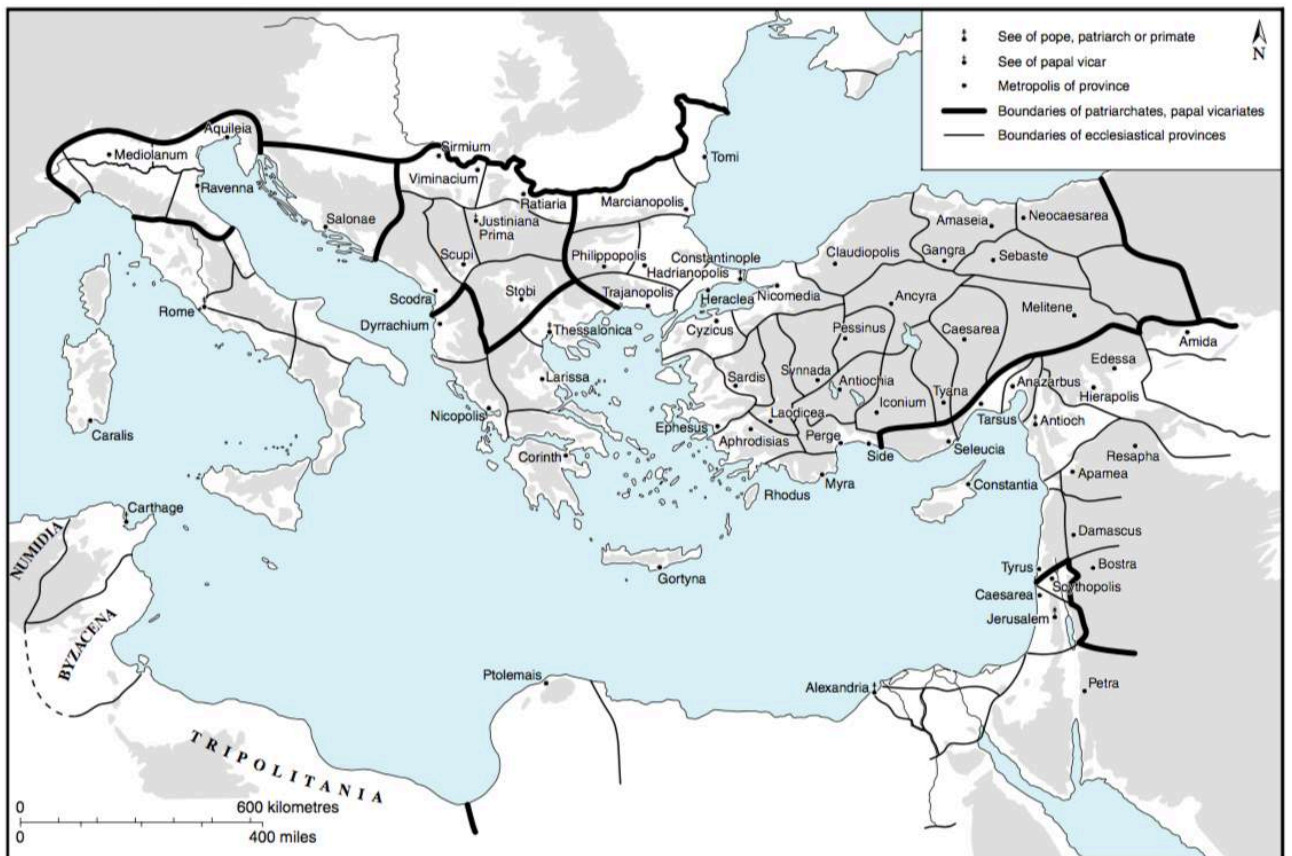 See of pope, patriarch or primate
See of papal vicar
Metropolis of province
Boundaries of patriarchates, papal vicariates
Boundaries of ecclesiastical provinces
N
Aquileia
Mediolanum
Ravenna
Sirmium
Viminacium
Ratiaria
Tomi
Marcianopolis
Salonae
Justiniana
Prima
Scupi
Philippopolis
Constantinople
Hadrianopolis
Claudiopolis
Amaseia
Neocaesarea
Gangra
Sebaste
Rome
Scodra
Stobi
Trajanopolis
Heraclea
Nicomedia
Ancyra
Melitene
Dyrrachium
Thessalonica
Cyzicus
Pessinus
Caesarea
Amida
Edessa
Larissa
Sardis
Synnada
Antiochia
Tyana
Anazarbus
Hierapolis
Caralis
Nicopolis
Iconium
Laodicea
Tarsus
Antioch
Ephesus
Aphrodisias
Perge
Side
Seleucia
Resapha
Corinth
Rhodus
Myra
Constantia
Apamea
Carthage
NUMIDIA
Damascus
Gortyna
Tyrus
Bostra
Scythopolis
Caesarea
Jerusalem
BYZACENA
Ptolemais
Alexandria
Petra
TRIPOLITANIA
0 600 kilometres
0 400 miles